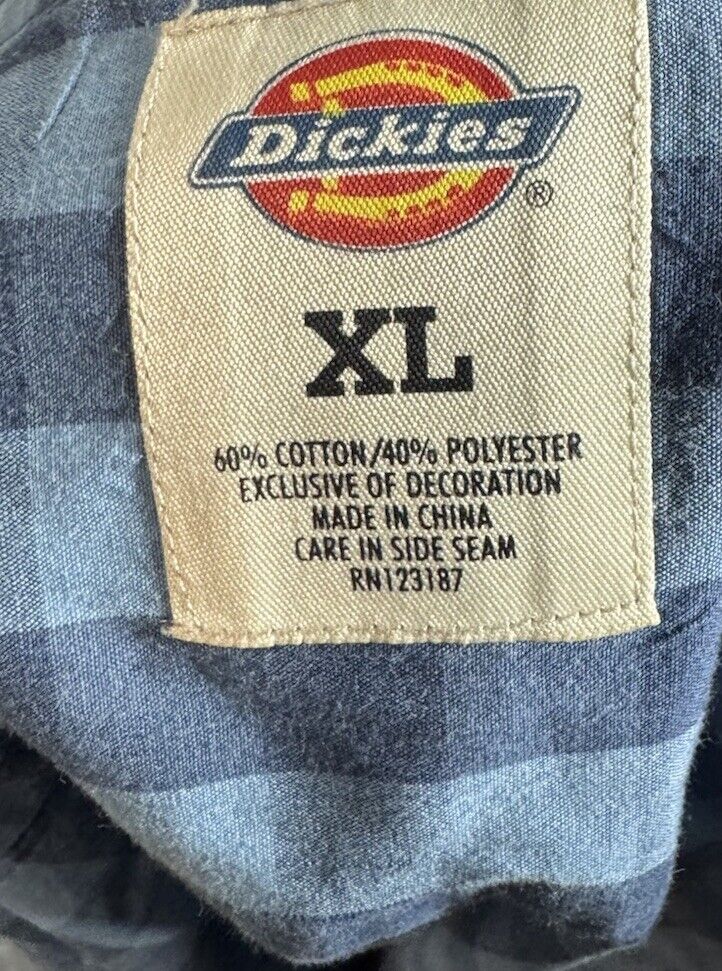 Dickies
®
XL
60% COTTON/40% POLYESTER
EXCLUSIVE OF DECORATION
MADE IN CHINA
CARE IN SIDE SEAM
RN123187